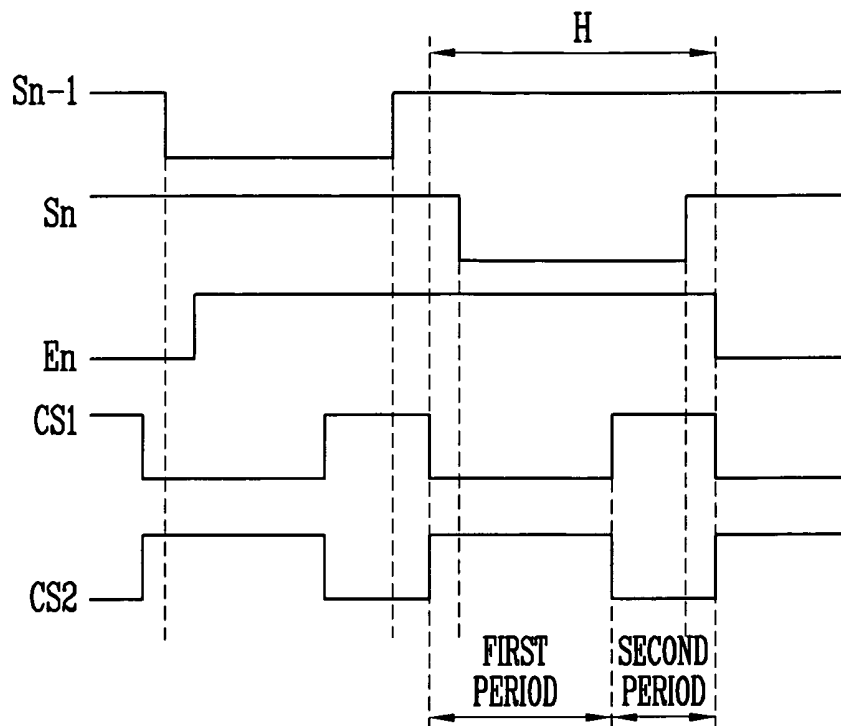 H
Sn-1
Sn
En
CS1
CS2
FIRST
PERIOD
SECOND
PERIOD